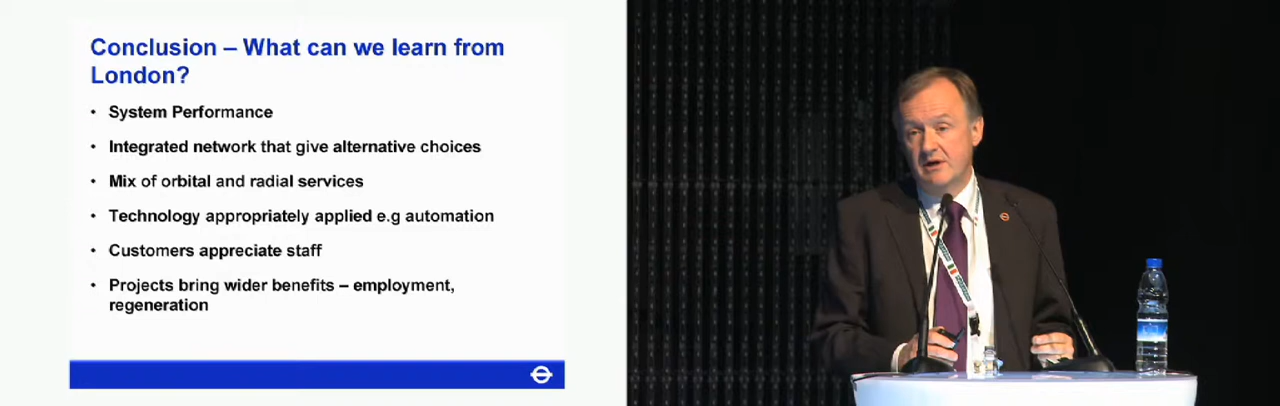 Conclusion – What can we learn from
London?
• System Performance
• Integrated network that give alternative choices
• Mix of orbital and radial services
• Technology appropriately applied e.g automation
• Customers appreciate staff
• Projects bring wider benefits – employment,
regeneration